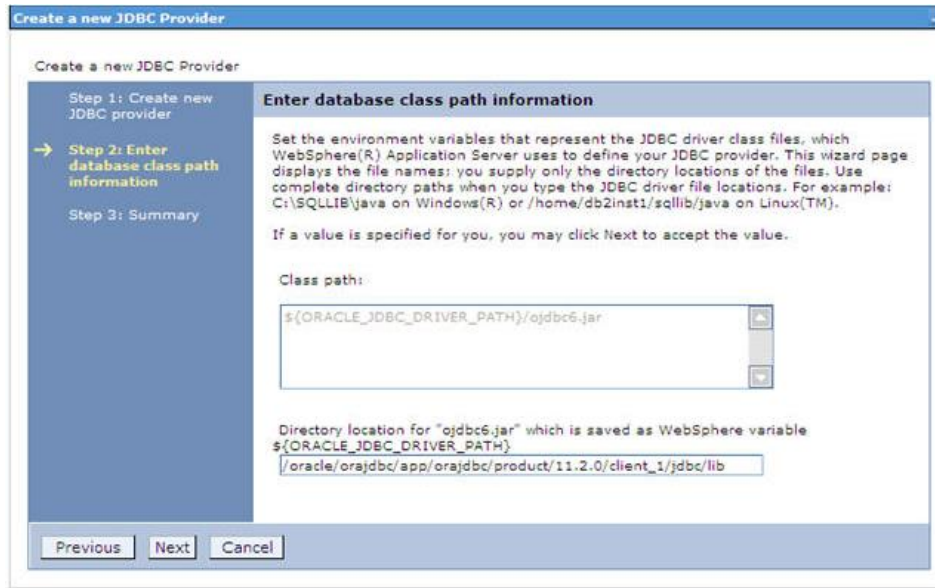 Create a new JDBC Provider
Create a new JDBC Provider
Step 1: Create new
JDBC provider
Step 2: Enter
database class path
information
Step 3: Summary
Enter database class path information
Set the environment variables that represent the JDBC driver class files, which
WebSphere(R) Application Server uses to define your JDBC provider. This wizard page
displays the file names; you supply only the directory locations of the files. Use
complete directory paths when you type the JDBC driver file locations. For example:
C:\SQLLIB\java on Windows(R) or /home/db2inst1/sqllib/java on Linux(TM).
If a value is specified for you, you may click Next to accept the value.
Class path:
${ORACLE_JDBC_DRIVER_PATH}/ojdbc6.jar
Directory location for "ojdbc6.jar" which is saved as WebSphere variable
${ORACLE_JDBC_DRIVER_PATH}
/oracle/orajdbc/app/orajdbc/product/11.2.0/client_1/jdbc/lib
Previous Next Cancel